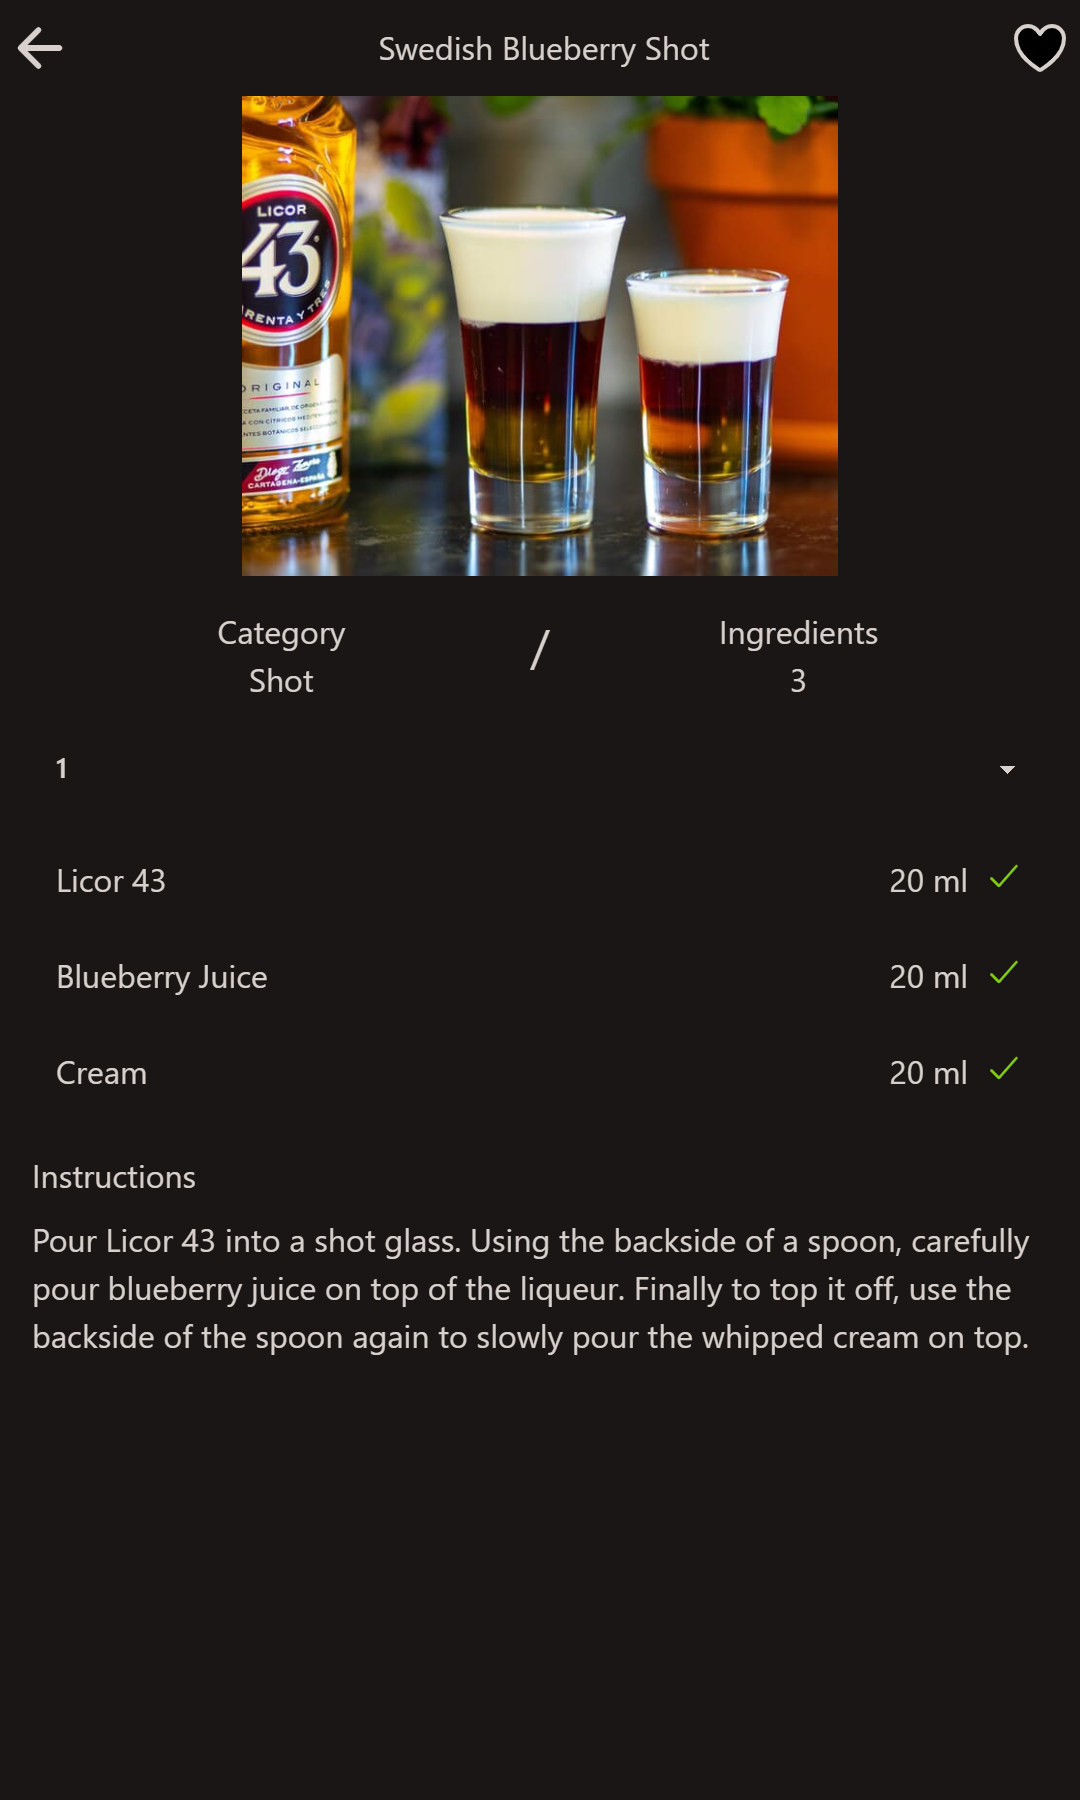 Swedish Blueberry Shot
LICOR
43
RENTA Y TRES
ORIGINAL
CARTAGENA-ESPAÑA
Category
/
Ingredients
Shot
3
1
Licor 43
20 ml
Blueberry Juice
20 ml
Cream
20 ml
Instructions
Pour Licor 43 into a shot glass. Using the backside of a spoon, carefully
pour blueberry juice on top of the liqueur. Finally to top it off, use the
backside of the spoon again to slowly pour the whipped cream on top.